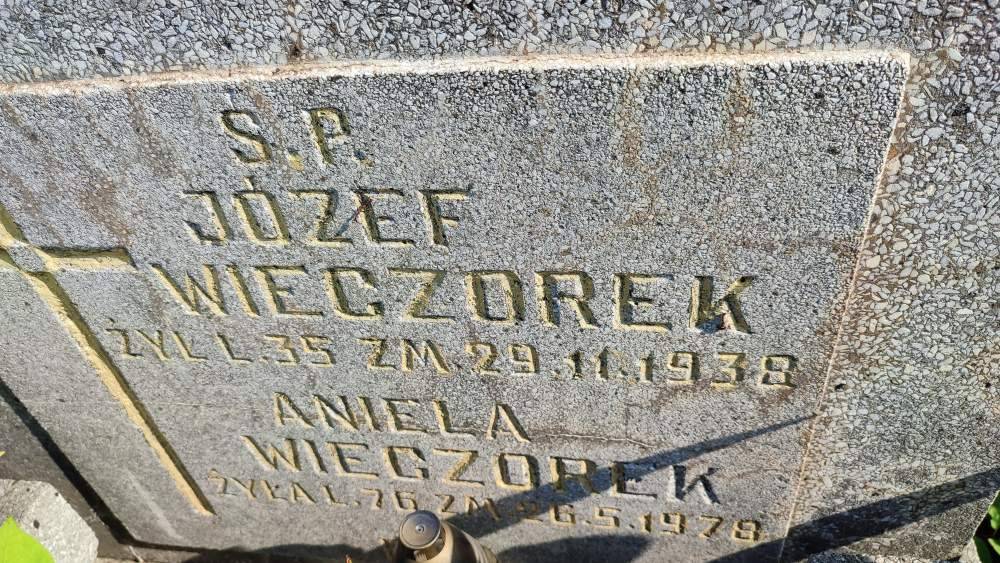 S.P.
JÓZEF
WIECZOREK
ŻYŁ L.35 ZM.29.11.1938
ANIELA
WIECZOREK
ŻYŁA L.76 ZM.26.5.1978